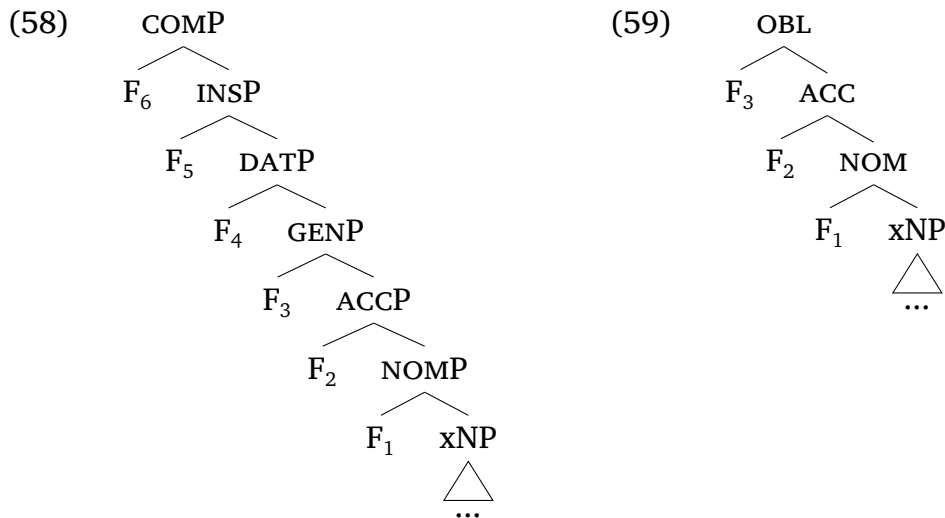 (58) COMP (59) OBL
F₆ INSP F₃ ACC
F₅ DATP F₂ NOM
F₄ GENP F₁ xNP
F₃ ACCP ...
F₂ NOMP
F₁ xNP
...